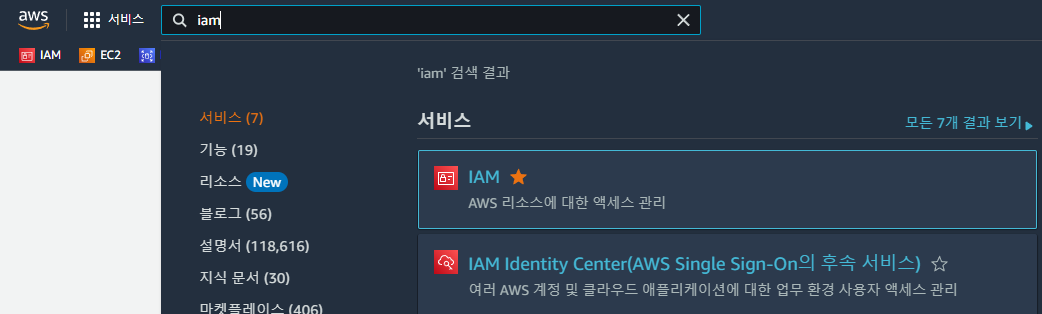 aws 서비스 iam
IAM EC2
'iam' 검색 결과
서비스 (7)
기능 (19)
리소스 New
블로그 (56)
설명서 (118,616)
지식 문서 (30)
마켓플레이스 (406)
서비스
모든 7개 결과 보기
IAM
AWS 리소스에 대한 액세스 관리
IAM Identity Center(AWS Single Sign-On의 후속 서비스)
여러 AWS 계정 및 클라우드 애플리케이션에 대한 업무 환경 사용자 액세스 관리